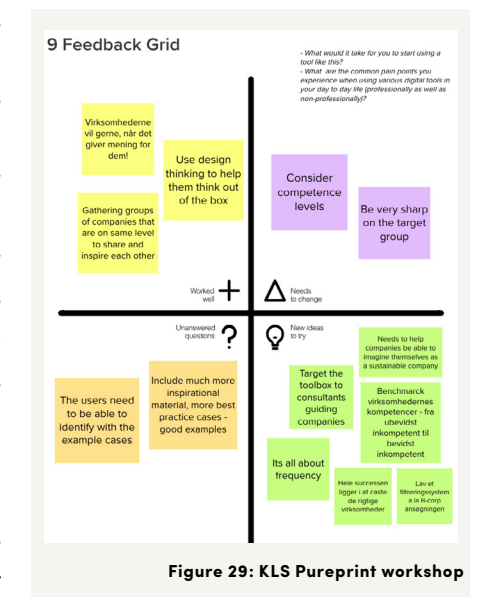 9 Feedback Grid
- What would it take for you to start using a
tool like this?
- What are the common pain points you
experience when using various digital tools in
your day to day life (professionally as well as
non-professionally)?
Virksomhederne
vil gerne, når det
giver mening for
dem!
Use design
thinking to help
them think out
of the box
Gathering groups
of companies that
are on same level
to share and
inspire each other
Consider
competence
levels
Be very sharp
on the target
group
Worked
well
Needs
to change
Unanswered
questions
New ideas
to try
The users need
to be able to
identify with the
example cases
Include much more
inspirational
material, more best
practice cases -
good examples
Needs to help
companies be able to
imagine themselves as
a sustainable company
Target the
toolbox to
consultants
guiding
companies
Benchmarck
virksomhedernes
kompetencer - fra
ubevidst
inkompetent til
bevidst
inkompetent
Its all about
frequency
Hele successen
ligger i at caste
de rigtige
virksomheder
Lav et
filtreringssystem
a la B-corp
ansøgningen
Figure 29: KLS Pureprint workshop